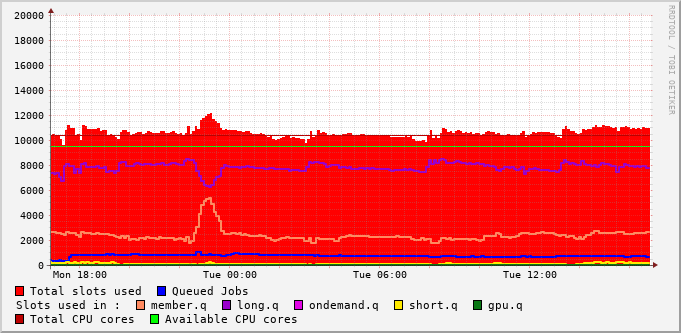 20000
18000
16000
14000
12000
10000
8000
6000
4000
2000
0
Mon 18:00 Tue 00:00 Tue 06:00 Tue 12:00
Total slots used Queued Jobs
Slots used in : member.q long.q ondemand.q short.q gpu.q
Total CPU cores Available CPU cores
RRDTOOL / TOBI OETIKER